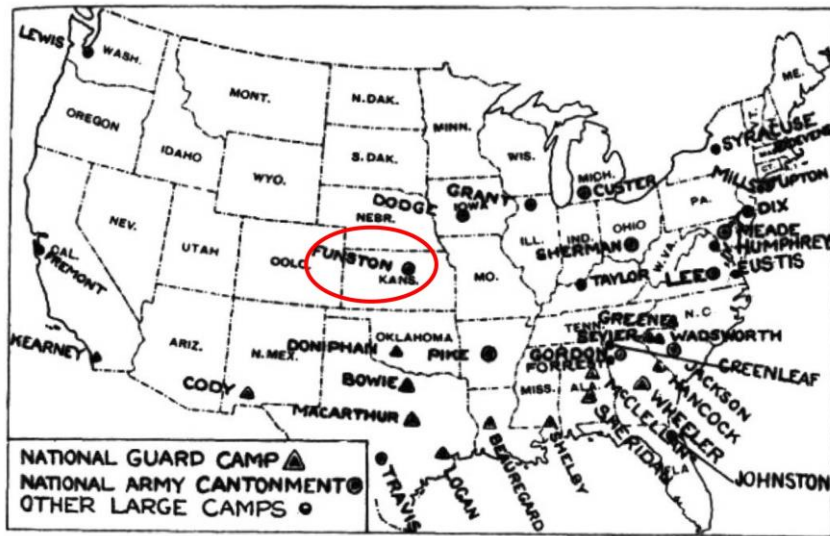 LEWIS
WASH.
MONT.
N.DAK.
MINN.
ME.
OREGON
IDAHO
S.DAK.
WIS.
MICH.
SYRACUSE
WYO.
DODGE
GRANT
CUSTER
MILLS
UPTON
NEBR.
IOWA
PA.
DIX
NEV.
UTAH
COLO.
FUNSTON
KANS.
ILL.
IND.
OHIO
SHERMAN
MEADE
HUMPHREY
W.VA.
CAL.
FREMONT
MO.
TAYLOR
LEE
EUSTIS
KEARNEY
ARIZ.
N.MEX.
DONIPHAN
OKLAHOMA
PIKE
TENN.
N.C.
GREENE
SEVIER
WADSWORTH
GORDON
FORREST
GREENLEAF
CODY
BOWIE
MISS.
ALA.
JACKSON
HANCOCK
MACARTHUR
MCCLELLAN
WHEELER
SHERIDAN
TRAVIS
LOGAN
BEAUREGARD
SHELBY
FLA
JOHNSTON
NATIONAL GUARD CAMP
NATIONAL ARMY CANTONMENT
OTHER LARGE CAMPS